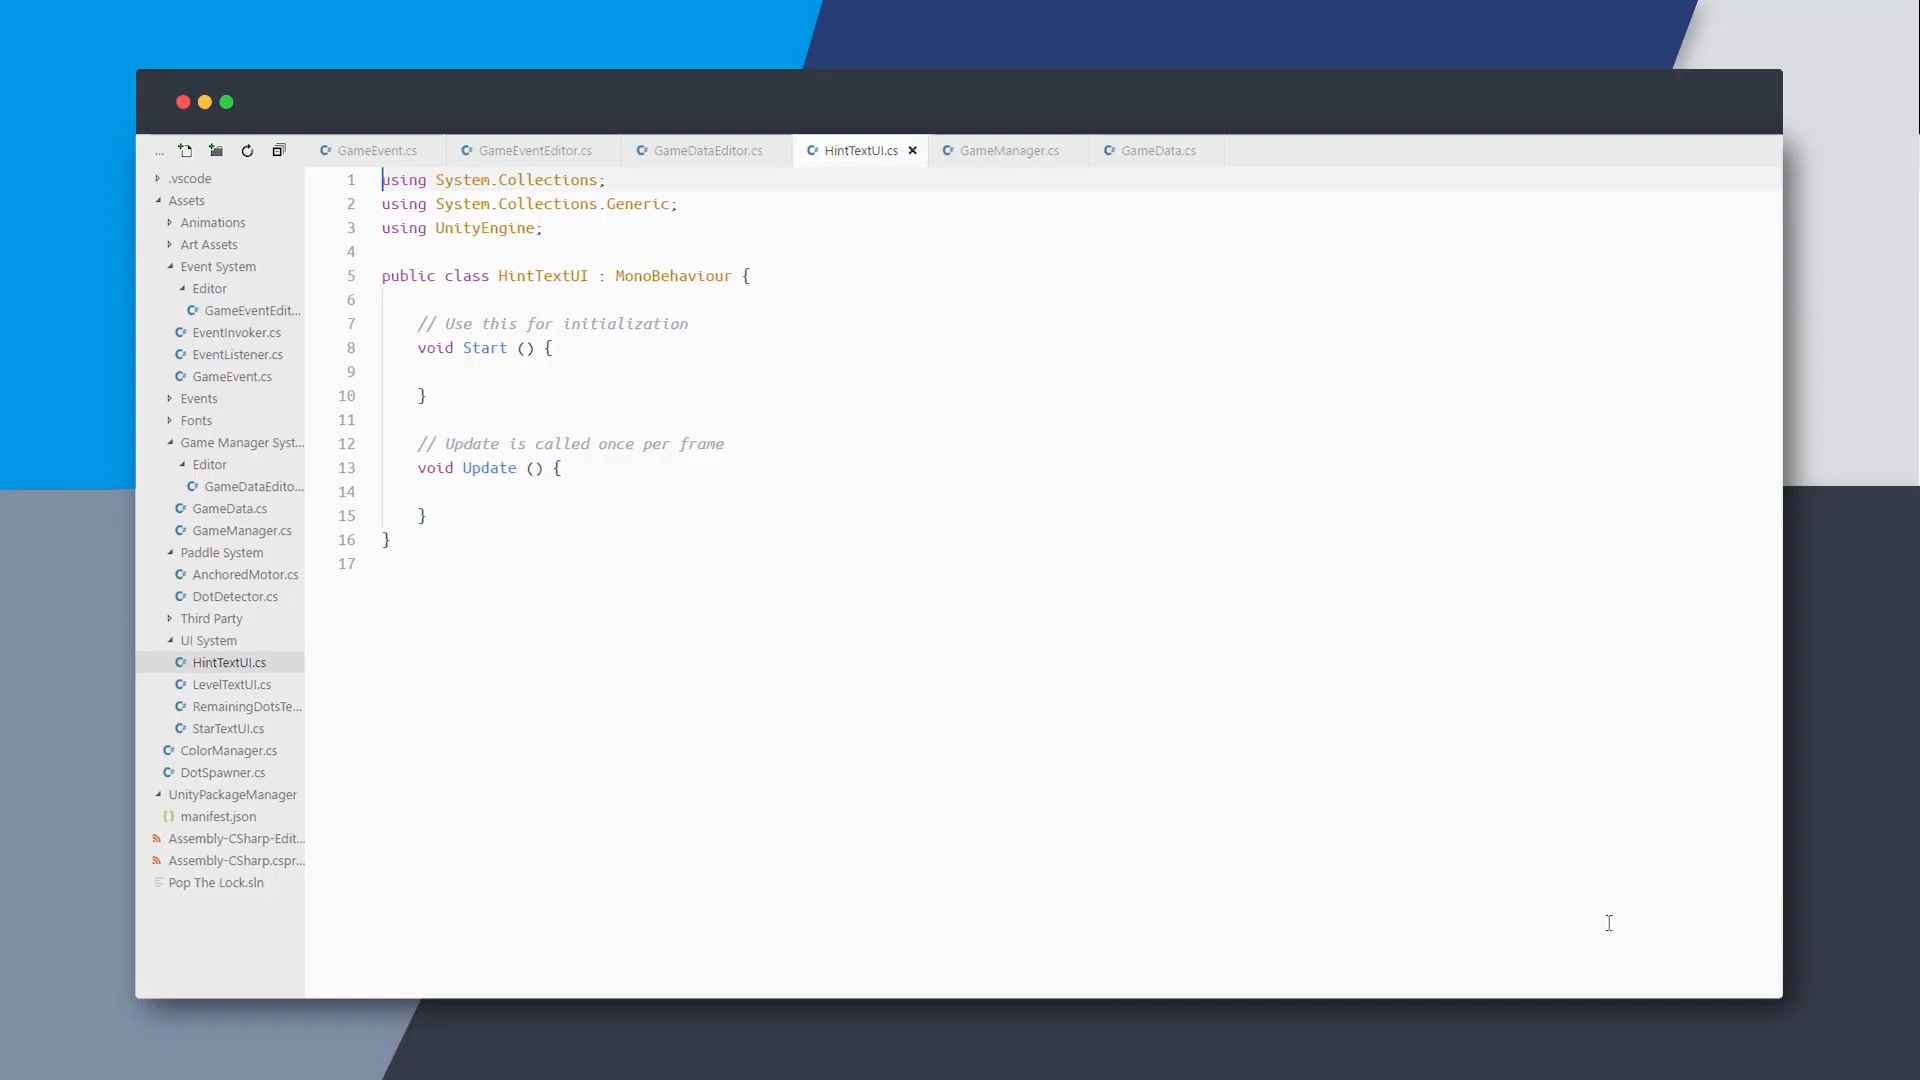 ...
GameEvent.cs
GameEventEditor.cs
GameDataEditor.cs
HintTextUI.cs
GameManager.cs
GameData.cs
.vscode
Assets
Animations
Art Assets
Event System
Editor
GameEventEdit...
EventInvoker.cs
EventListener.cs
GameEvent.cs
Events
Fonts
Game Manager Syst...
Editor
GameDataEdito...
GameData.cs
GameManager.cs
Paddle System
AnchoredMotor.cs
DotDetector.cs
Third Party
UI System
HintTextUI.cs
LevelTextUI.cs
RemainingDotsTe...
StarTextUI.cs
ColorManager.cs
DotSpawner.cs
UnityPackageManager
{} manifest.json
Assembly-CSharp-Edit...
Assembly-CSharp.cspr...
Pop The Lock.sln
1 using System.Collections;
2 using System.Collections.Generic;
3 using UnityEngine;
4
5 public class HintTextUI : MonoBehaviour {
6
7 // Use this for initialization
8 void Start () {
9
10 }
11
12 // Update is called once per frame
13 void Update () {
14
15 }
16 }
17